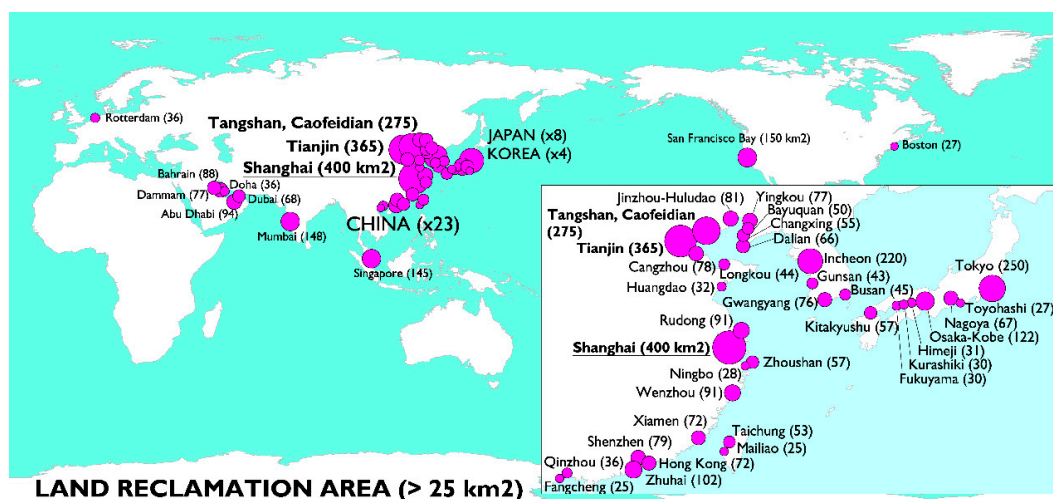 Rotterdam (36)
Tangshan, Caofeidian (275)
Tianjin (365)
Shanghai (400 km2)
JAPAN (x8)
KOREA (x4)
CHINA (x23)
San Francisco Bay (150 km2)
Boston (27)
Bahrain (88)
Doha (36)
Dammam (77)
Dubai (68)
Abu Dhabi (94)
Mumbai (148)
Singapore (145)
Jinzhou-Huludao (81)
Yingkou (77)
Bayuquan (50)
Tangshan, Caofeidian
(275)
Changxing (55)
Tianjin (365)
Dalian (66)
Cangzhou (78)
Longkou (44)
Huangdao (32)
Incheon (220)
Gunsan (43)
Tokyo (250)
Busan (45)
Gwangyang (76)
Toyohashi (27)
Kitakyushu (57)
Nagoya (67)
Osaka-Kobe (122)
Himeji (31)
Kurashiki (30)
Fukuyama (30)
Rudong (91)
Shanghai (400 km2)
Zhoushan (57)
Ningbo (28)
Wenzhou (91)
Xiamen (72)
Taichung (53)
Mailiao (25)
Shenzhen (79)
Qinzhou (36)
Hong Kong (72)
Zhuhai (102)
Fangcheng (25)
LAND RECLAMATION AREA (> 25 km2)